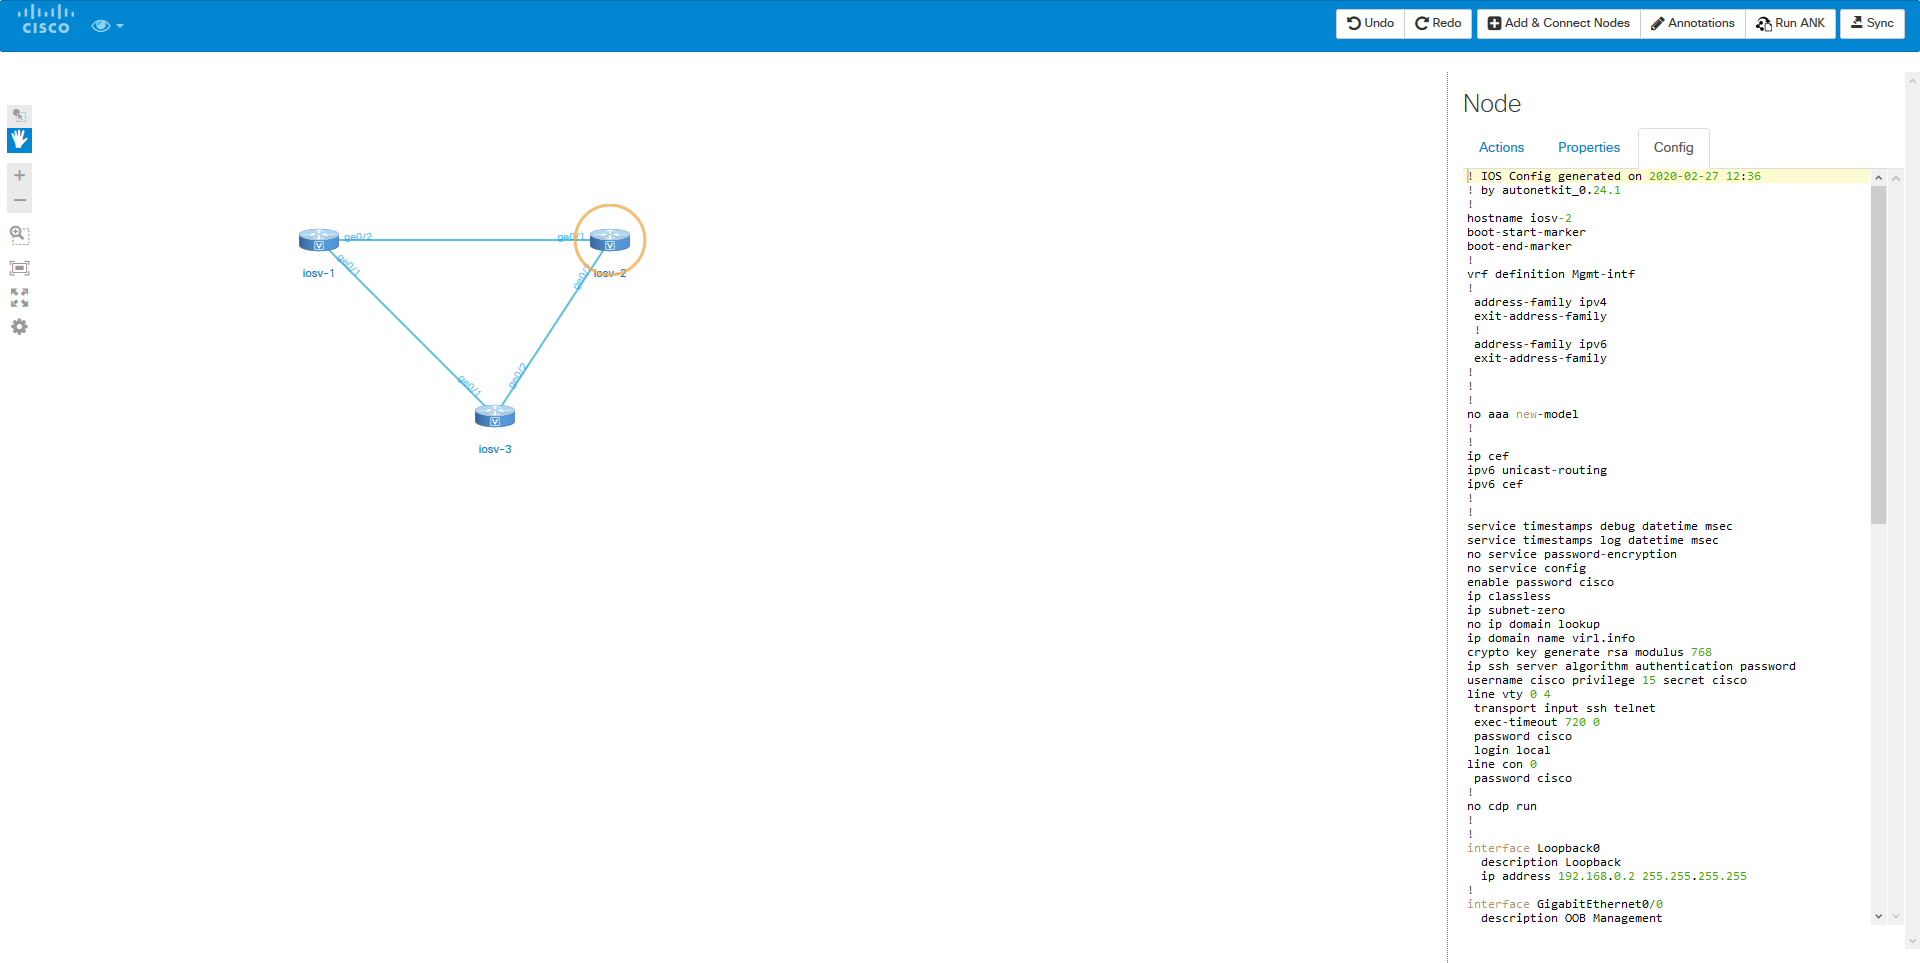 CISCO
Undo
Redo
Add & Connect Nodes
Annotations
Run ANK
Sync
Node
Actions
Properties
Config
ge0/2
ge0/1
iosv-1
iosv-2
ge0/1
ge0/1
ge0/2
iosv-3
! IOS Config generated on 2020-02-27 12:36
! by autonetkit_0.24.1
!
hostname iosv-2
boot-start-marker
boot-end-marker
!
vrf definition Mgmt-intf
!
address-family ipv4
exit-address-family
!
address-family ipv6
exit-address-family
!
!
!
no aaa new-model
!
!
ip cef
ipv6 unicast-routing
ipv6 cef
!
!
service timestamps debug datetime msec
service timestamps log datetime msec
no service password-encryption
no service config
enable password cisco
ip classless
ip subnet-zero
no ip domain lookup
ip domain name virl.info
crypto key generate rsa modulus 768
ip ssh server algorithm authentication password
username cisco privilege 15 secret cisco
line vty 0 4
transport input ssh telnet
exec-timeout 720 0
password cisco
login local
line con 0
password cisco
!
no cdp run
!
!
interface Loopback0
description Loopback
ip address 192.168.0.2 255.255.255.255
!
interface GigabitEthernet0/0
description OOB Management